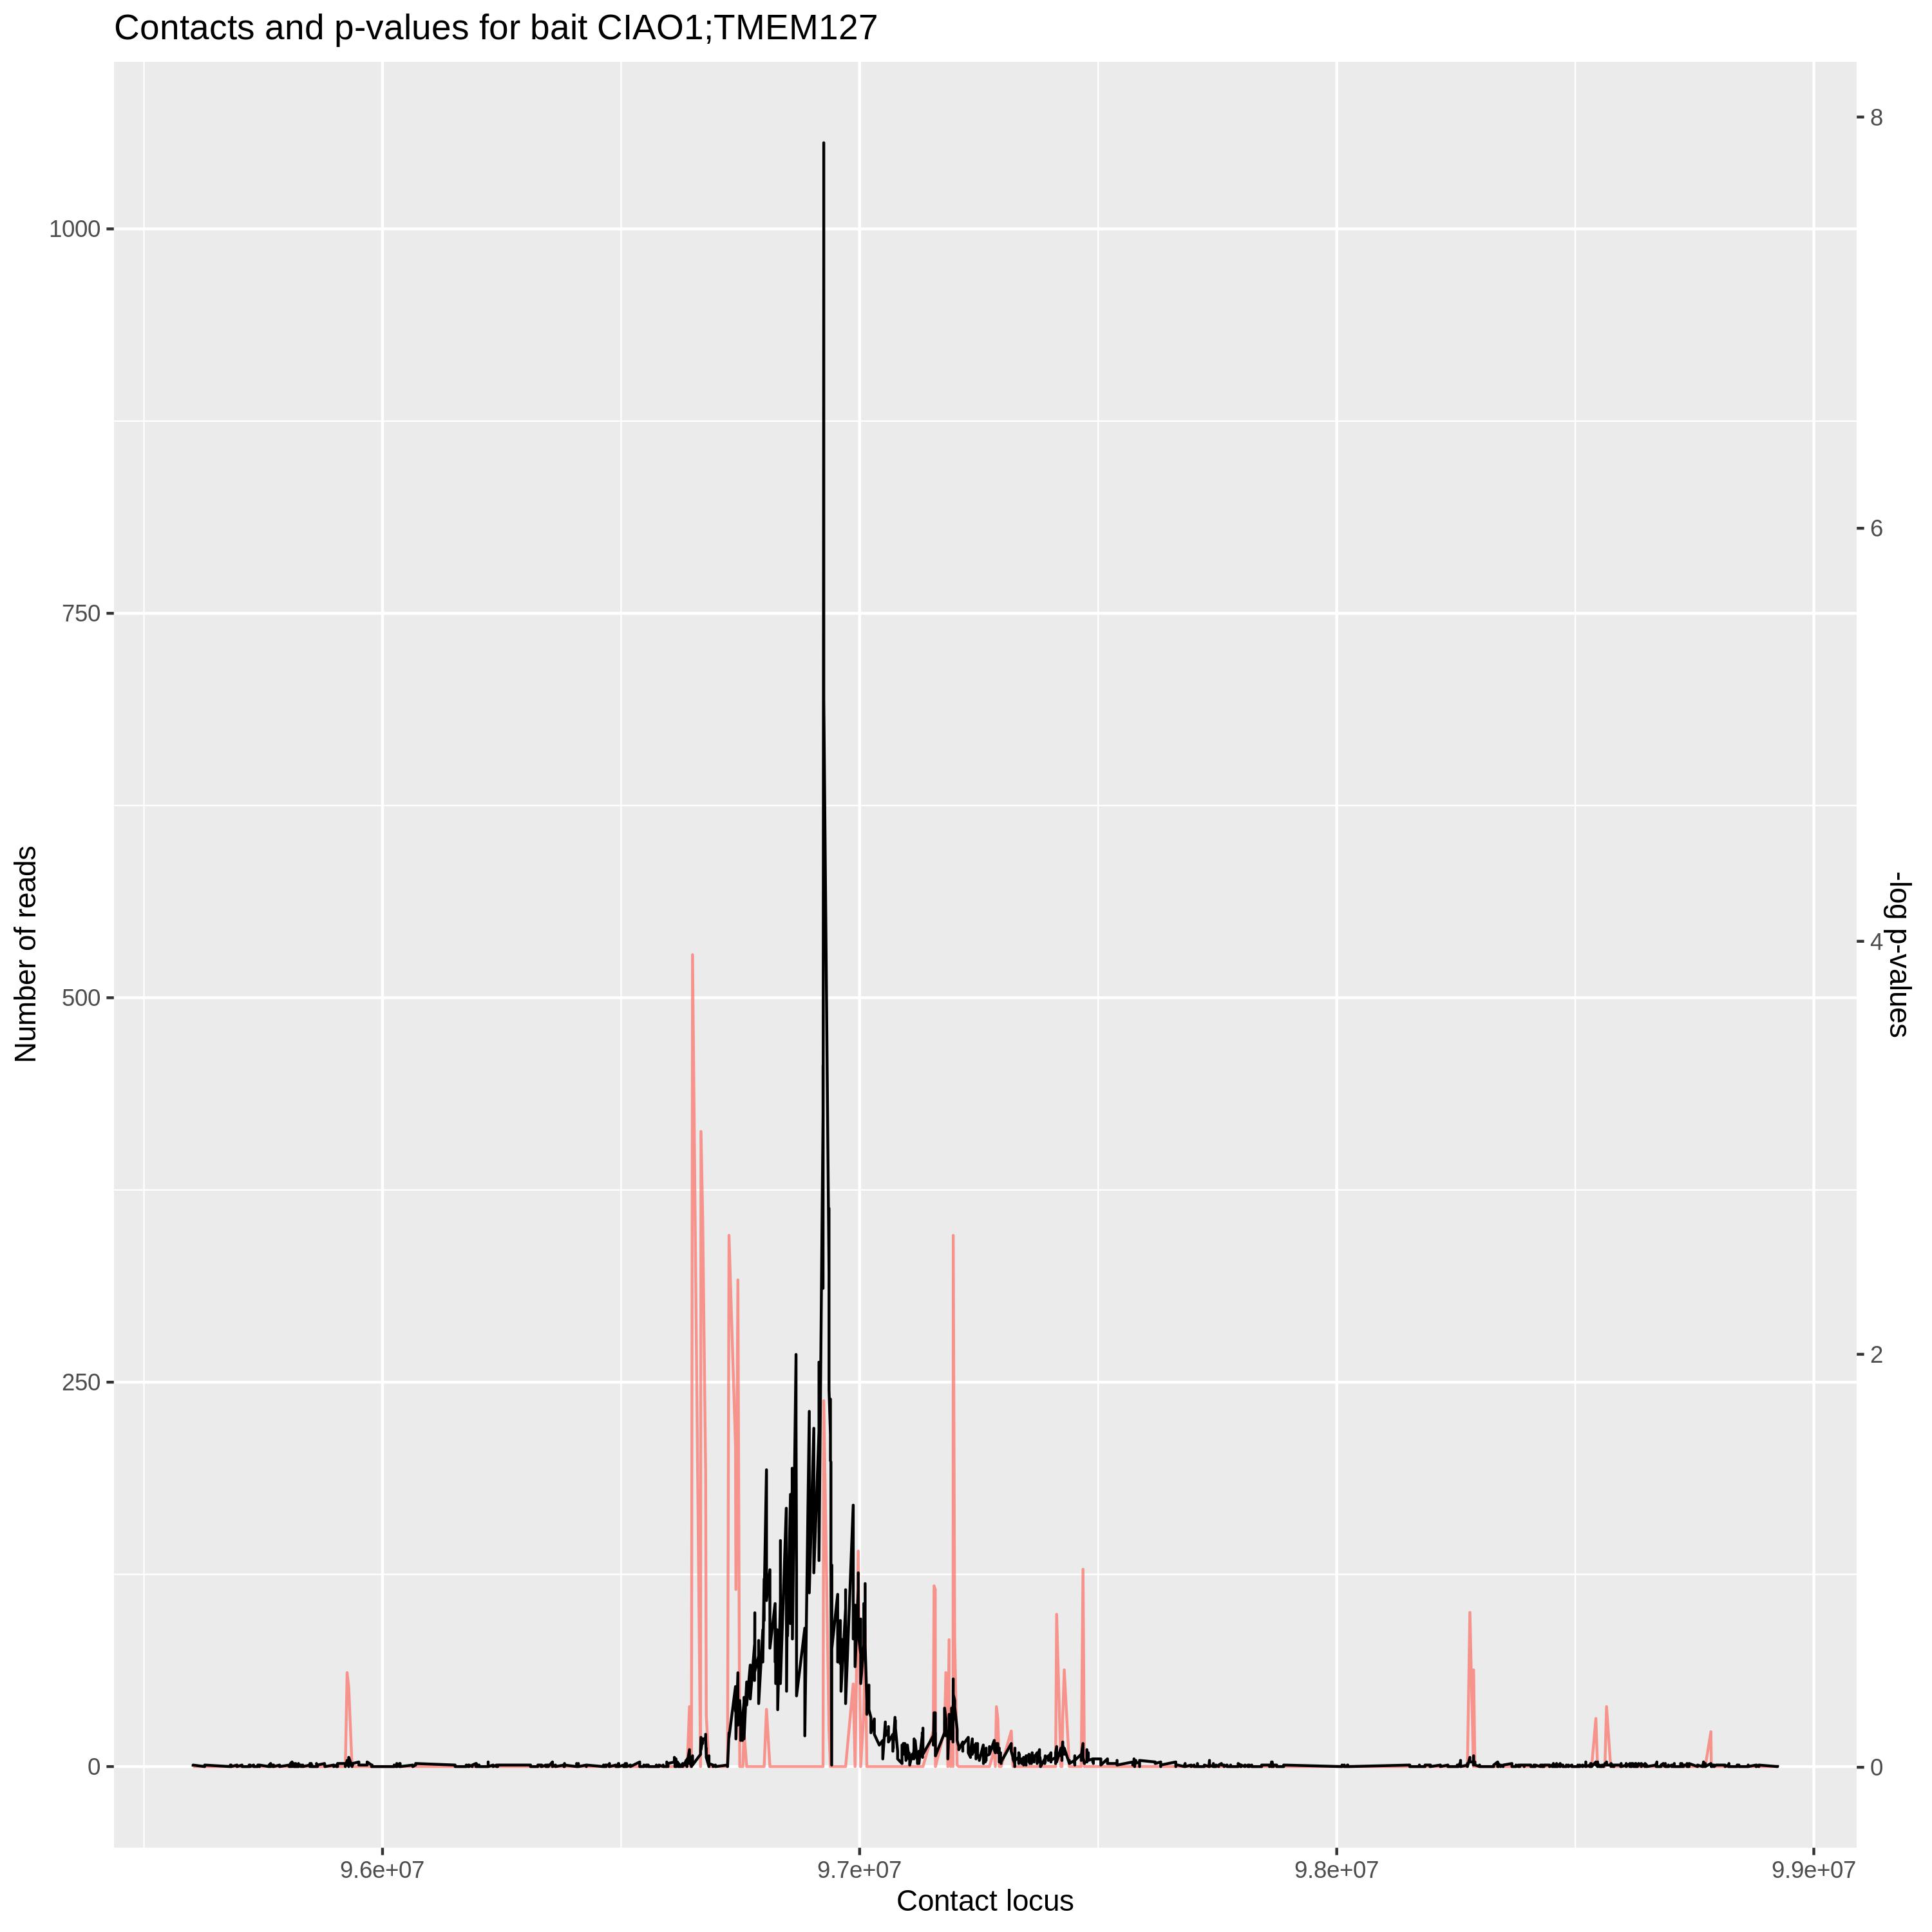 Contacts and p-values for bait CIAO1;TMEM127
Number of reads
1000
750
500
250
0
8
6
4
2
0
-log p-values
9.6e+07
9.7e+07
9.8e+07
9.9e+07
Contact locus